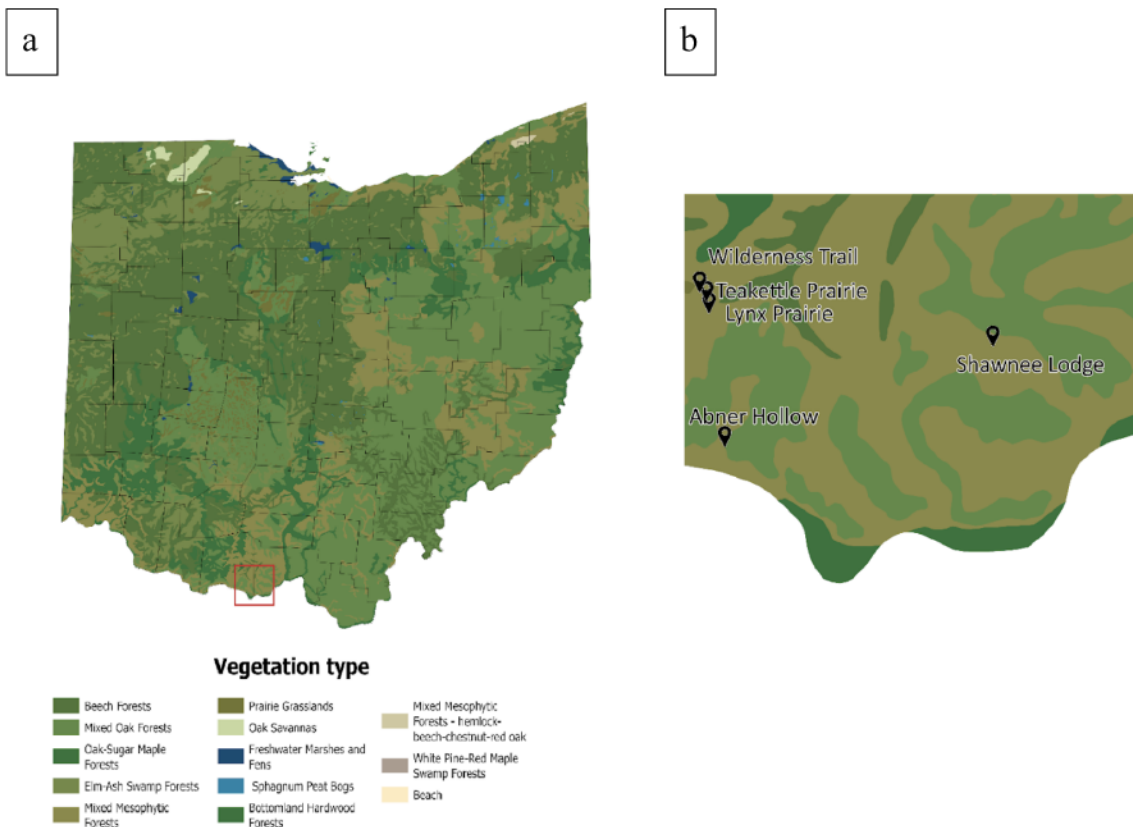 a
b
Wilderness Trail
Teakettle Prairie
Lynx Prairie
Shawnee Lodge
Abner Hollow
Vegetation type
Beech Forests
Mixed Oak Forests
Oak-Sugar Maple
Forests
Elm-Ash Swamp Forests
Mixed Mesophytic
Forests
Prairie Grasslands
Oak Savannas
Freshwater Marshes and
Fens
Sphagnum Peat Bogs
Bottomland Hardwood
Forests
Mixed Mesophytic
Forests - hemlock-
beech-chestnut-red oak
White Pine-Red Maple
Swamp Forests
Beach